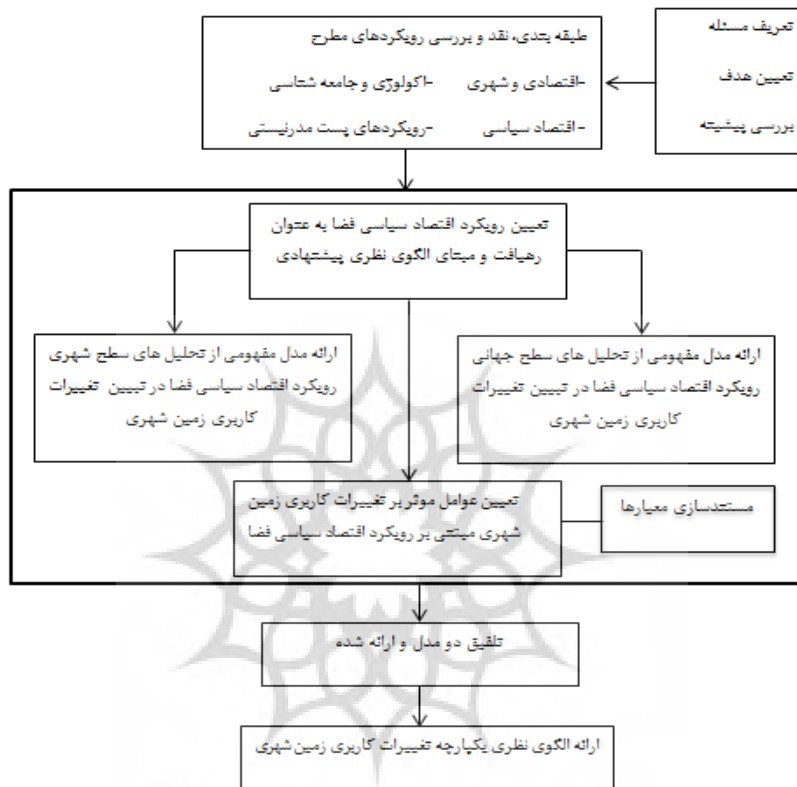 تعریف مسئله
تعیین هدف
بررسی پیشینه
طبقه بندی، نقد و بررسی رویکردهای مطرح
-اقتصادی و شهری -اکولوژی و جامعه شناسی
- اقتصاد سیاسی -رویکردهای پست مدرنیستی
تعیین رویکرد اقتصاد سیاسی فضا به عنوان
رهیافت و مبنای الگوی نظری پیشنهادی
ارائه مدل مفهومی از تحلیل های سطح جهانی
رویکرد اقتصاد سیاسی فضا در تبیین تغییرات
کاربری زمین شهری
ارائه مدل مفهومی از تحلیل های سطح شهری
رویکرد اقتصاد سیاسی فضا در تبیین تغییرات
کاربری زمین شهری
تعیین عوامل موثر بر تغییرات کاربری زمین
شهری مبتنی بر رویکرد اقتصاد سیاسی فضا
مستندسازی معیارها
تلفیق دو مدل و ارائه شده
ارائه الگوی نظری یکپارچه تغییرات کاربری زمین شهری